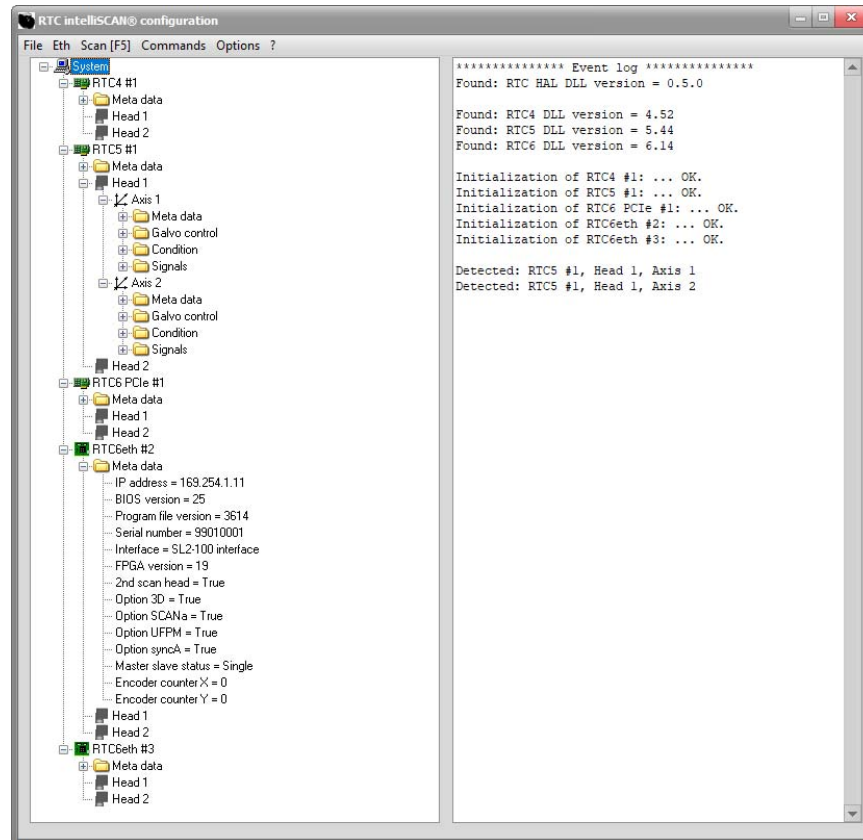 RTC intelliSCAN® configuration
File Eth Scan [F5] Commands Options ?
System
RTC4 #1
Meta data
Head 1
Head 2
RTC5 #1
Meta data
Head 1
Axis 1
Meta data
Galvo control
Condition
Signals
Axis 2
Meta data
Galvo control
Condition
Signals
Head 2
RTC6 PCIe #1
Meta data
Head 1
Head 2
RTC6eth #2
Meta data
IP address = 169.254.1.11
BIOS version = 25
Program file version = 3614
Serial number = 99010001
Interface = SL2-100 interface
FPGA version = 19
2nd scan head = True
Option 3D = True
Option SCANa = True
Option UFPM = True
Option syncA = True
Master slave status = Single
Encoder counter X = 0
Encoder counter Y = 0
Head 1
Head 2
RTC6eth #3
Meta data
Head 1
Head 2
*************** Event log ***************
Found: RTC HAL DLL version = 0.5.0
Found: RTC4 DLL version = 4.52
Found: RTC5 DLL version = 5.44
Found: RTC6 DLL version = 6.14
Initialization of RTC4 #1: ... OK.
Initialization of RTC5 #1: ... OK.
Initialization of RTC6 PCIe #1: ... OK.
Initialization of RTC6eth #2: ... OK.
Initialization of RTC6eth #3: ... OK.
Detected: RTC5 #1, Head 1, Axis 1
Detected: RTC5 #1, Head 1, Axis 2